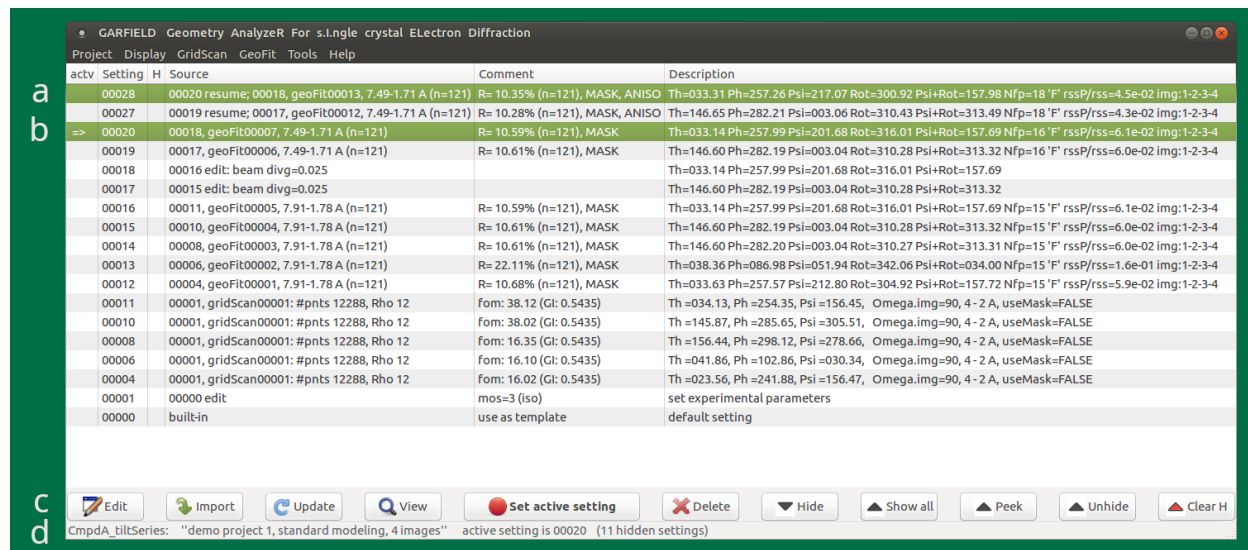 GARFIELD Geometry AnalyzeR For s.I.ngle crystal ELectron Diffraction
Project Display GridScan GeoFit Tools Help
actv Setting H Source Comment Description
a 00028 00020 resume; 00018, geoFit00013, 7.49-1.71 A (n=121) R= 10.35% (n=121), MASK, ANISO Th=033.31 Ph=257.26 Psi=217.07 Rot=300.92 Psi+Rot=157.98 Nfp=18 'F' rssP/rss=4.5e-02 img:1-2-3-4
00027 00019 resume; 00017, geoFit00012, 7.49-1.71 A (n=121) R= 10.28% (n=121), MASK, ANISO Th=146.65 Ph=282.21 Psi=003.06 Rot=310.43 Psi+Rot=313.49 Nfp=18 'F' rssP/rss=4.3e-02 img:1-2-3-4
b => 00020 00018, geoFit00007, 7.49-1.71 A (n=121) R= 10.59% (n=121), MASK Th=033.14 Ph=257.99 Psi=201.68 Rot=316.01 Psi+Rot=157.69 Nfp=16 'F' rssP/rss=6.1e-02 img:1-2-3-4
00019 00017, geoFit00006, 7.49-1.71 A (n=121) R= 10.61% (n=121), MASK Th=146.60 Ph=282.19 Psi=003.04 Rot=310.28 Psi+Rot=313.32 Nfp=16 'F' rssP/rss=6.0e-02 img:1-2-3-4
00018 00016 edit: beam divg=0.025 Th=033.14 Ph=257.99 Psi=201.68 Rot=316.01 Psi+Rot=157.69
00017 00015 edit: beam divg=0.025 Th=146.60 Ph=282.19 Psi=003.04 Rot=310.28 Psi+Rot=313.32
00016 00011, geoFit00005, 7.91-1.78 A (n=121) R= 10.59% (n=121), MASK Th=033.14 Ph=257.99 Psi=201.68 Rot=316.01 Psi+Rot=157.69 Nfp=15 'F' rssP/rss=6.1e-02 img:1-2-3-4
00015 00010, geoFit00004, 7.91-1.78 A (n=121) R= 10.61% (n=121), MASK Th=146.60 Ph=282.19 Psi=003.04 Rot=310.28 Psi+Rot=313.32 Nfp=15 'F' rssP/rss=6.0e-02 img:1-2-3-4
00014 00008, geoFit00003, 7.91-1.78 A (n=121) R= 10.61% (n=121), MASK Th=146.60 Ph=282.20 Psi=003.04 Rot=310.27 Psi+Rot=313.31 Nfp=15 'F' rssP/rss=6.0e-02 img:1-2-3-4
00013 00006, geoFit00002, 7.91-1.78 A (n=121) R= 22.11% (n=121), MASK Th=038.36 Ph=086.98 Psi=051.94 Rot=342.06 Psi+Rot=034.00 Nfp=15 'F' rssP/rss=1.6e-01 img:1-2-3-4
00012 00004, geoFit00001, 7.91-1.78 A (n=121) R= 10.68% (n=121), MASK Th=033.63 Ph=257.57 Psi=212.80 Rot=304.92 Psi+Rot=157.72 Nfp=15 'F' rssP/rss=5.9e-02 img:1-2-3-4
00011 00001, gridScan00001: #pnts 12288, Rho 12 fom: 38.12 (GI: 0.5435) Th =034.13, Ph =254.35, Psi =156.45, Omega.img=90, 4 - 2 A, useMask=FALSE
00010 00001, gridScan00001: #pnts 12288, Rho 12 fom: 38.02 (GI: 0.5435) Th =145.87, Ph =285.65, Psi =305.51, Omega.img=90, 4 - 2 A, useMask=FALSE
00008 00001, gridScan00001: #pnts 12288, Rho 12 fom: 16.35 (GI: 0.5435) Th =156.44, Ph =298.12, Psi =278.66, Omega.img=90, 4 - 2 A, useMask=FALSE
00006 00001, gridScan00001: #pnts 12288, Rho 12 fom: 16.10 (GI: 0.5435) Th =041.86, Ph =102.86, Psi =030.34, Omega.img=90, 4 - 2 A, useMask=FALSE
00004 00001, gridScan00001: #pnts 12288, Rho 12 fom: 16.02 (GI: 0.5435) Th =023.56, Ph =241.88, Psi =156.47, Omega.img=90, 4 - 2 A, useMask=FALSE
00001 00000 edit mos=3 (iso) set experimental parameters
00000 built-in use as template default setting
c Edit Import Update View Set active setting Delete Hide Show all Peek Unhide Clear H
d CmpdA_tiltSeries: "demo project 1, standard modeling, 4 images" active setting is 00020 (11 hidden settings)